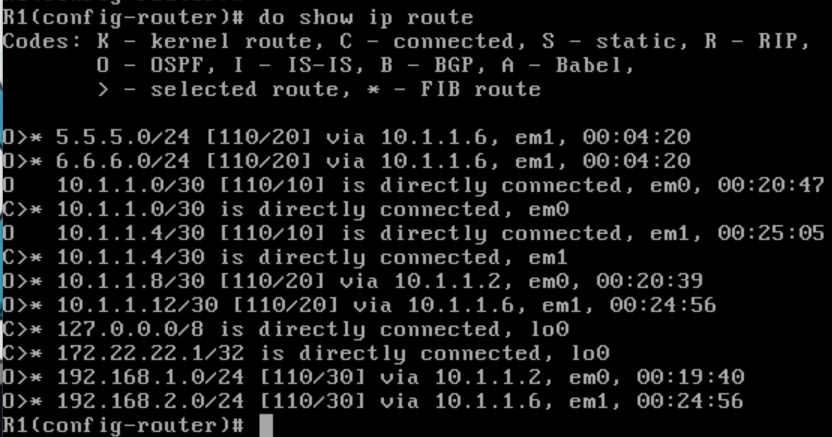 R1(config-router)# do show ip route
Codes: K - kernel route, C - connected, S - static, R - RIP,
       O - OSPF, I - IS-IS, B - BGP, A - Babel,
       > - selected route, * - FIB route

O>* 5.5.5.0/24 [110/20] via 10.1.1.6, em1, 00:04:20
O>* 6.6.6.0/24 [110/20] via 10.1.1.6, em1, 00:04:20
O   10.1.1.0/30 [110/10] is directly connected, em0, 00:20:47
C>* 10.1.1.0/30 is directly connected, em0
O   10.1.1.4/30 [110/10] is directly connected, em1, 00:25:05
C>* 10.1.1.4/30 is directly connected, em1
O>* 10.1.1.8/30 [110/20] via 10.1.1.2, em0, 00:20:39
O>* 10.1.1.12/30 [110/20] via 10.1.1.6, em1, 00:24:56
C>* 127.0.0.0/8 is directly connected, lo0
C>* 172.22.22.1/32 is directly connected, lo0
O>* 192.168.1.0/24 [110/30] via 10.1.1.2, em0, 00:19:40
O>* 192.168.2.0/24 [110/30] via 10.1.1.6, em1, 00:24:56
R1(config-router)#